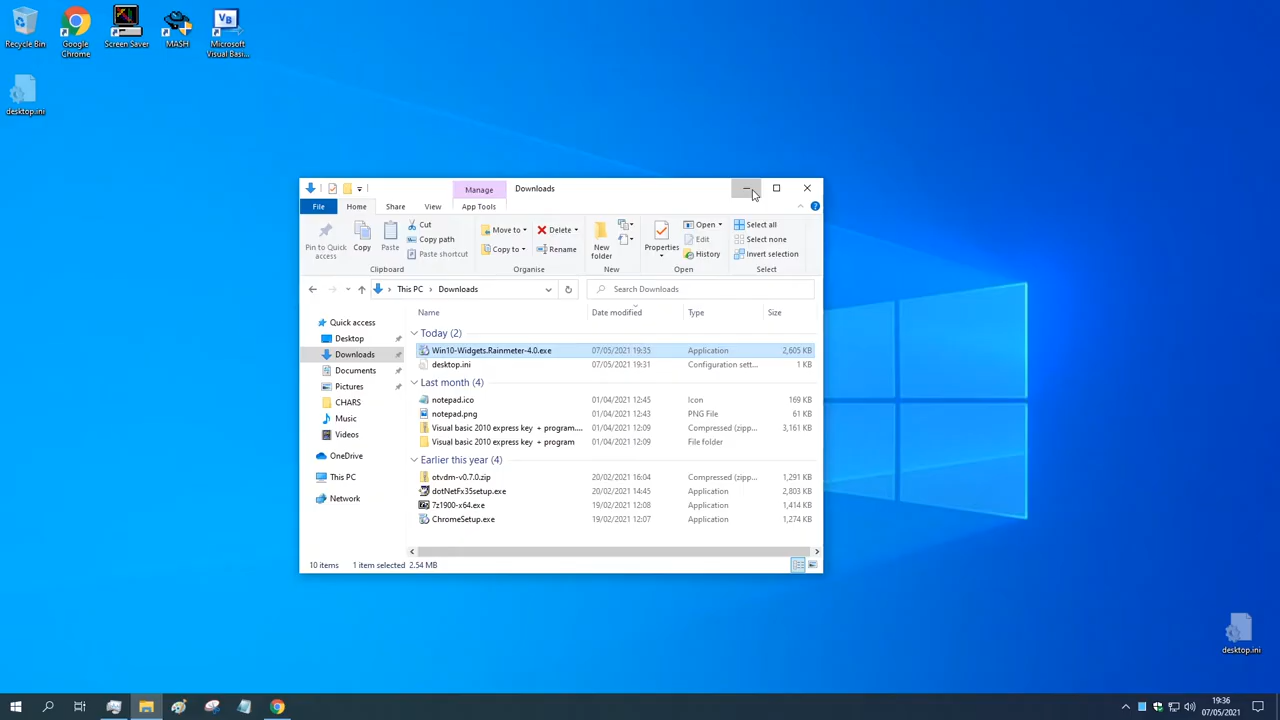 Recycle Bin
Google
Chrome
Screen Saver
MASH
Microsoft
Visual Basi...
desktop.ini
Manage
Downloads
File
Home
Share
View
App Tools
Pin to Quick
access
Copy
Paste
Cut
Copy path
Paste shortcut
Clipboard
Move to
Copy to
Delete
Rename
Organise
New
folder
New
Properties
Open
Edit
History
Open
Select all
Select none
Invert selection
Select
This PC
Downloads
Search Downloads
Name
Date modified
Type
Size
Quick access
Desktop
Downloads
Documents
Pictures
CHARS
Music
Videos
OneDrive
This PC
Network
Today (2)
Win10-Widgets.Rainmeter-4.0.exe 07/05/2021 19:35 Application 2,605 KB
desktop.ini 07/05/2021 19:31 Configuration sett... 1 KB
Last month (4)
notepad.ico 01/04/2021 12:45 Icon 169 KB
notepad.png 01/04/2021 12:43 PNG File 61 KB
Visual basic 2010 express key + program.... 01/04/2021 12:09 Compressed (zipp... 3,161 KB
Visual basic 2010 express key + program 01/04/2021 12:09 File folder
Earlier this year (4)
otvdm-v0.7.0.zip 20/02/2021 16:04 Compressed (zipp... 1,291 KB
dotNetFx35setup.exe 20/02/2021 14:45 Application 2,803 KB
7z1900-x64.exe 19/02/2021 12:08 Application 1,414 KB
ChromeSetup.exe 19/02/2021 12:07 Application 1,274 KB
10 items 1 item selected 2.54 MB
desktop.ini
19:36
07/05/2021